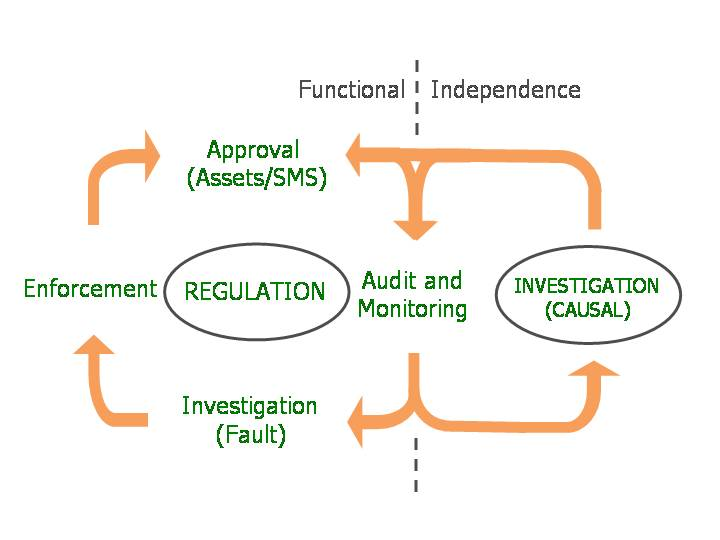 Functional Independence
Approval
(Assets/SMS)
Enforcement
REGULATION
Audit and
Monitoring
INVESTIGATION
(CAUSAL)
Investigation
(Fault)